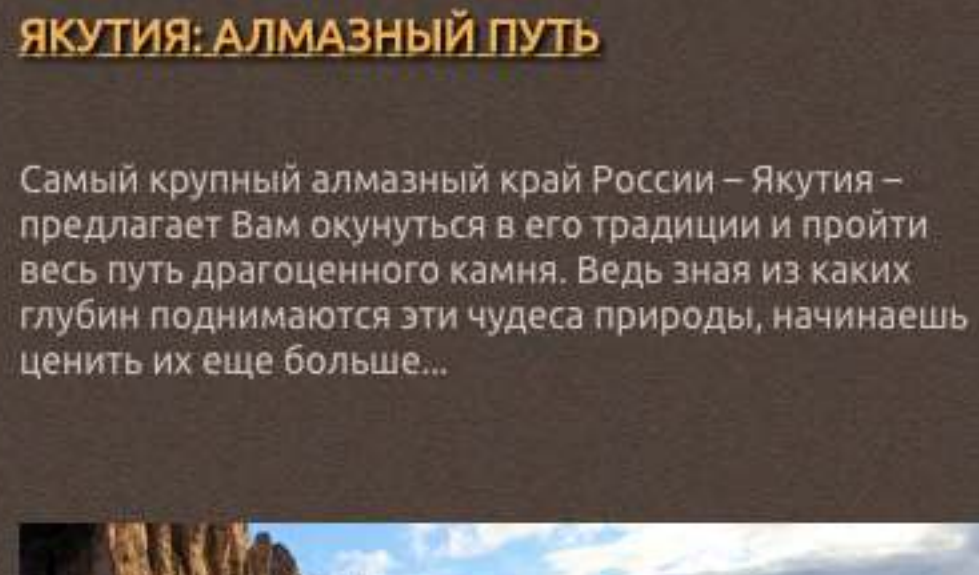 ЯКУТИЯ: АЛМАЗНЫЙ ПУТЬ
Самый крупный алмазный край России – Якутия –
предлагает Вам окунуться в его традиции и пройти
весь путь драгоценного камня. Ведь зная из каких
глубин поднимаются эти чудеса природы, начинаешь
ценить их еще больше...